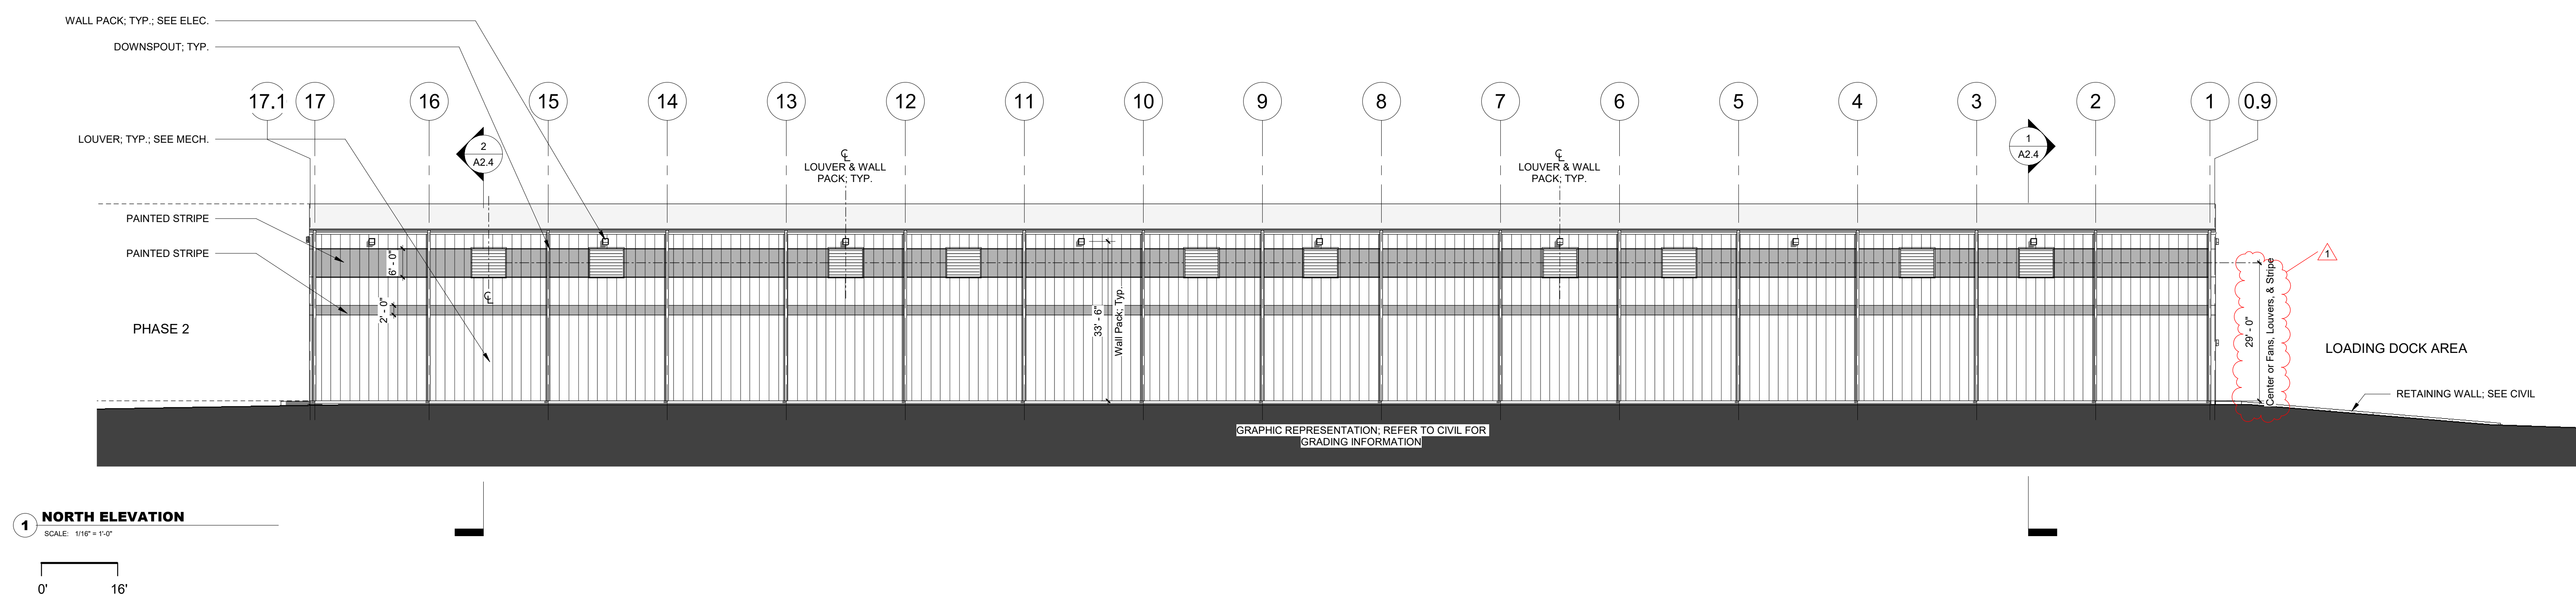 WALL PACK; TYP.; SEE ELEC.
DOWNSPOUT; TYP.
17.1 17 16 15 14 13 12 11 10 9 8 7 6 5 4 3 2 1 0.9
LOUVER; TYP.; SEE MECH.
2
A2.4
1
A2.4
CL
LOUVER & WALL
PACK; TYP.
CL
LOUVER & WALL
PACK; TYP.
PAINTED STRIPE
PAINTED STRIPE
6' - 0"
2' - 0"
CL
33' - 6"
Wall Pack; Typ.
29' - 0"
Center or Fans, Louvers, & Stripe
1
PHASE 2
LOADING DOCK AREA
RETAINING WALL; SEE CIVIL
GRAPHIC REPRESENTATION; REFER TO CIVIL FOR
GRADING INFORMATION
1 NORTH ELEVATION
SCALE: 1/16" = 1'-0"
0' 16'